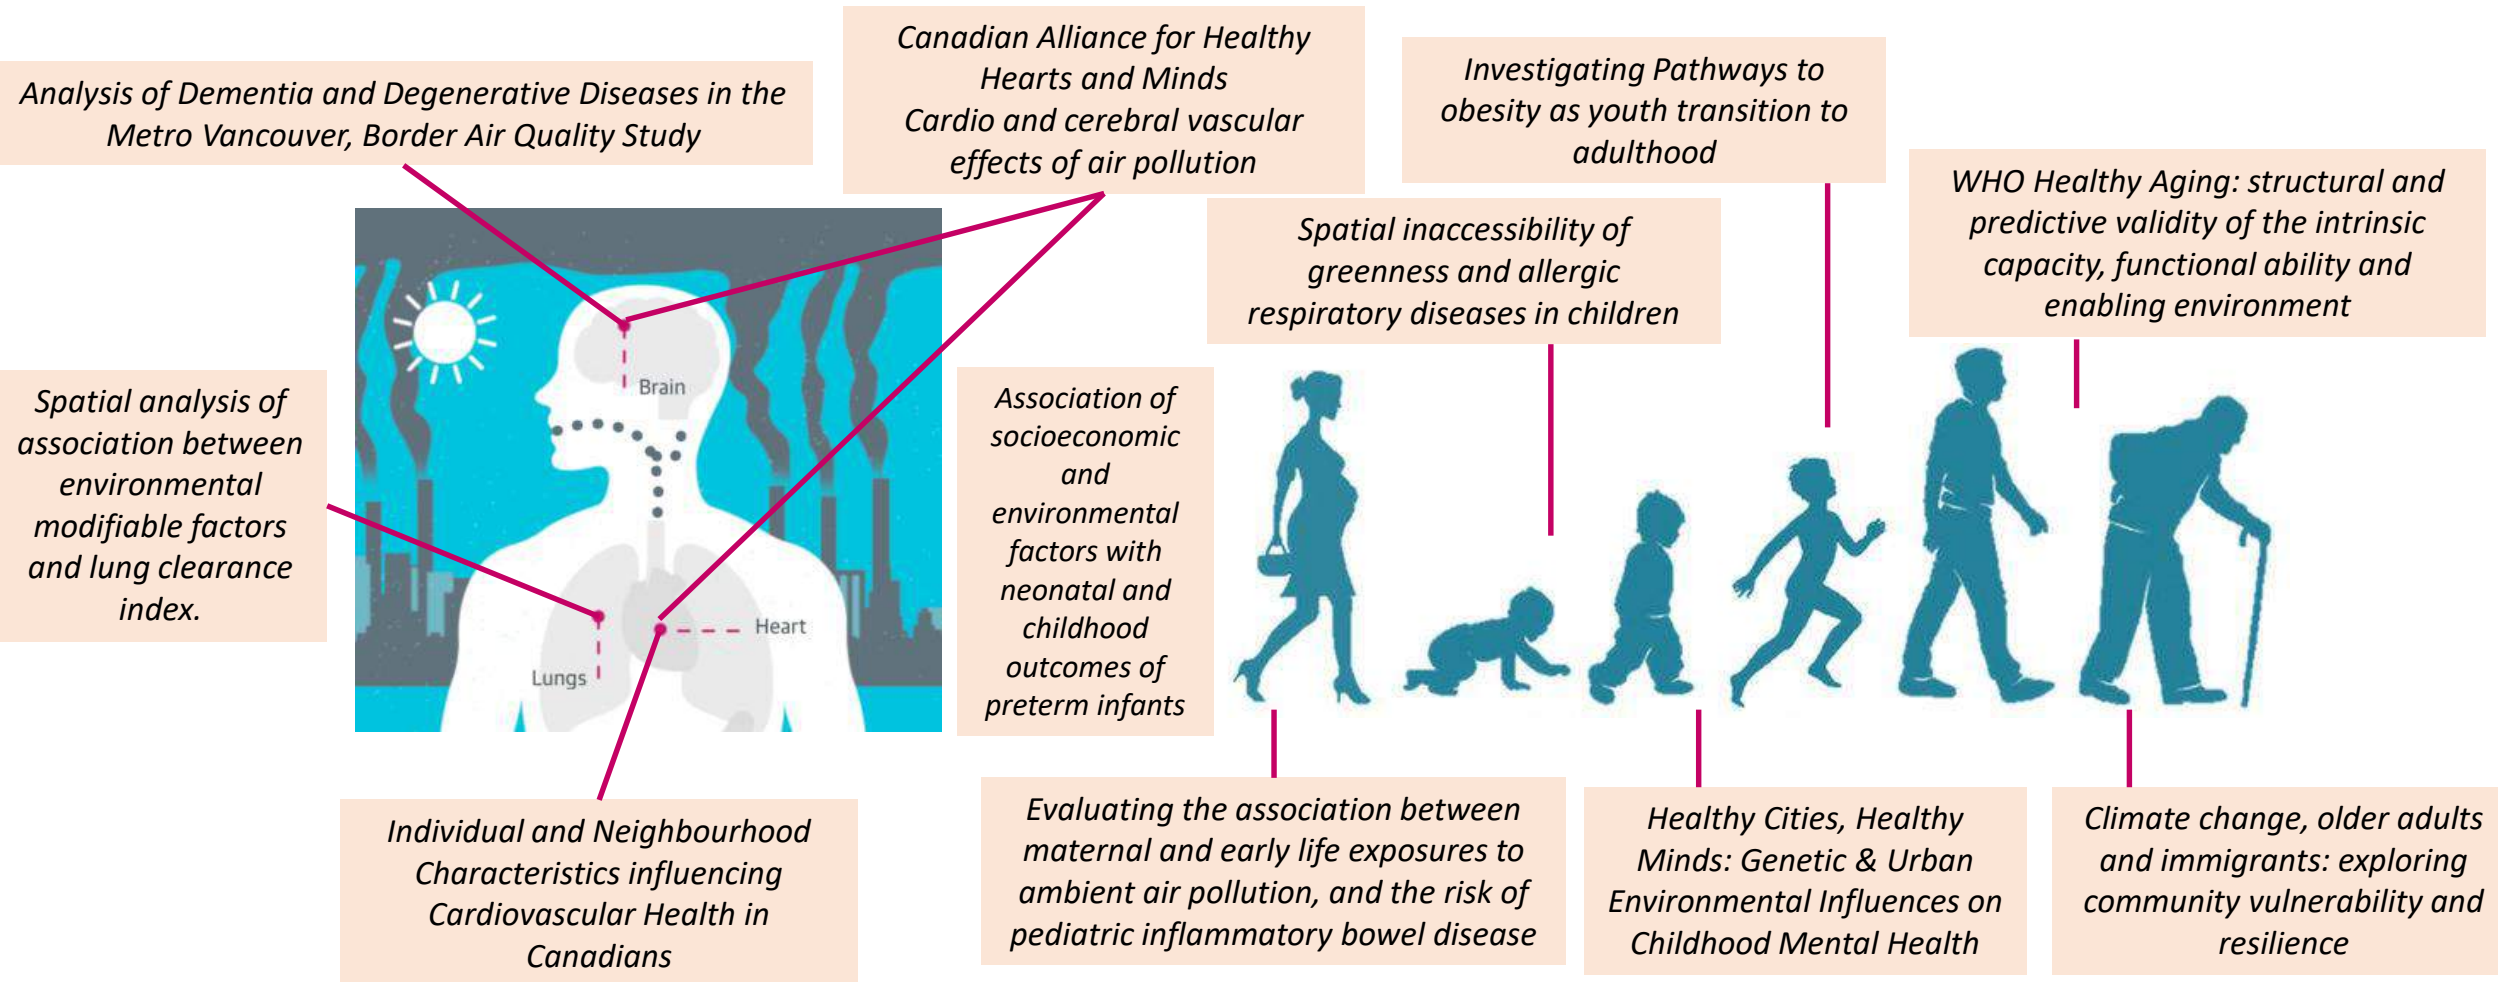 Analysis of Dementia and Degenerative Diseases in the
Metro Vancouver, Border Air Quality Study
Canadian Alliance for Healthy
Hearts and Minds
Cardio and cerebral vascular
effects of air pollution
Investigating Pathways to
obesity as youth transition to
adulthood
WHO Healthy Aging: structural and
predictive validity of the intrinsic
capacity, functional ability and
enabling environment
Spatial inaccessibility of
greenness and allergic
respiratory diseases in children
Spatial analysis of
association between
environmental
modifiable factors
and lung clearance
index.
Brain
Heart
Lungs
Association of
socioeconomic
and
environmental
factors with
neonatal and
childhood
outcomes of
preterm infants
Individual and Neighbourhood
Characteristics influencing
Cardiovascular Health in
Canadians
Evaluating the association between
maternal and early life exposures to
ambient air pollution, and the risk of
pediatric inflammatory bowel disease
Healthy Cities, Healthy
Minds: Genetic & Urban
Environmental Influences on
Childhood Mental Health
Climate change, older adults
and immigrants: exploring
community vulnerability and
resilience